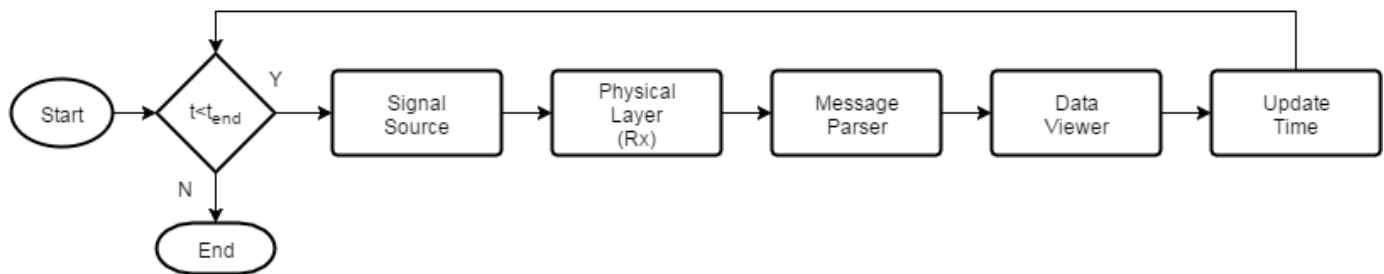 Start
t<t_end
Y
N
End
Signal
Source
Physical
Layer
(Rx)
Message
Parser
Data
Viewer
Update
Time